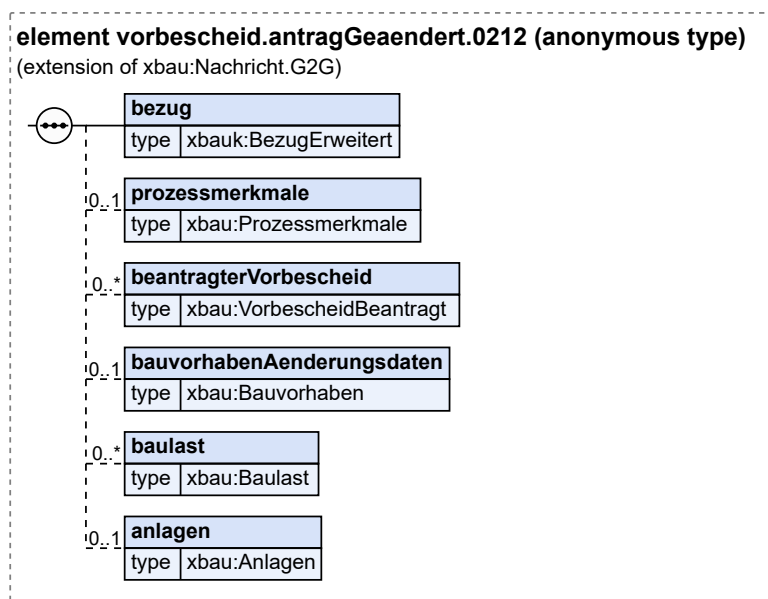 element vorbescheid.antragGeaendert.0212 (anonymous type)
(extension of xbau:Nachricht.G2G)
bezug
type xbauk:BezugErweitert
0..1 prozessmerkmale
type xbau:Prozessmerkmale
0..* beantragterVorbescheid
type xbau:VorbescheidBeantragt
0..1 bauvorhabenAenderungsdaten
type xbau:Bauvorhaben
0..* baulast
type xbau:Baulast
0..1 anlagen
type xbau:Anlagen